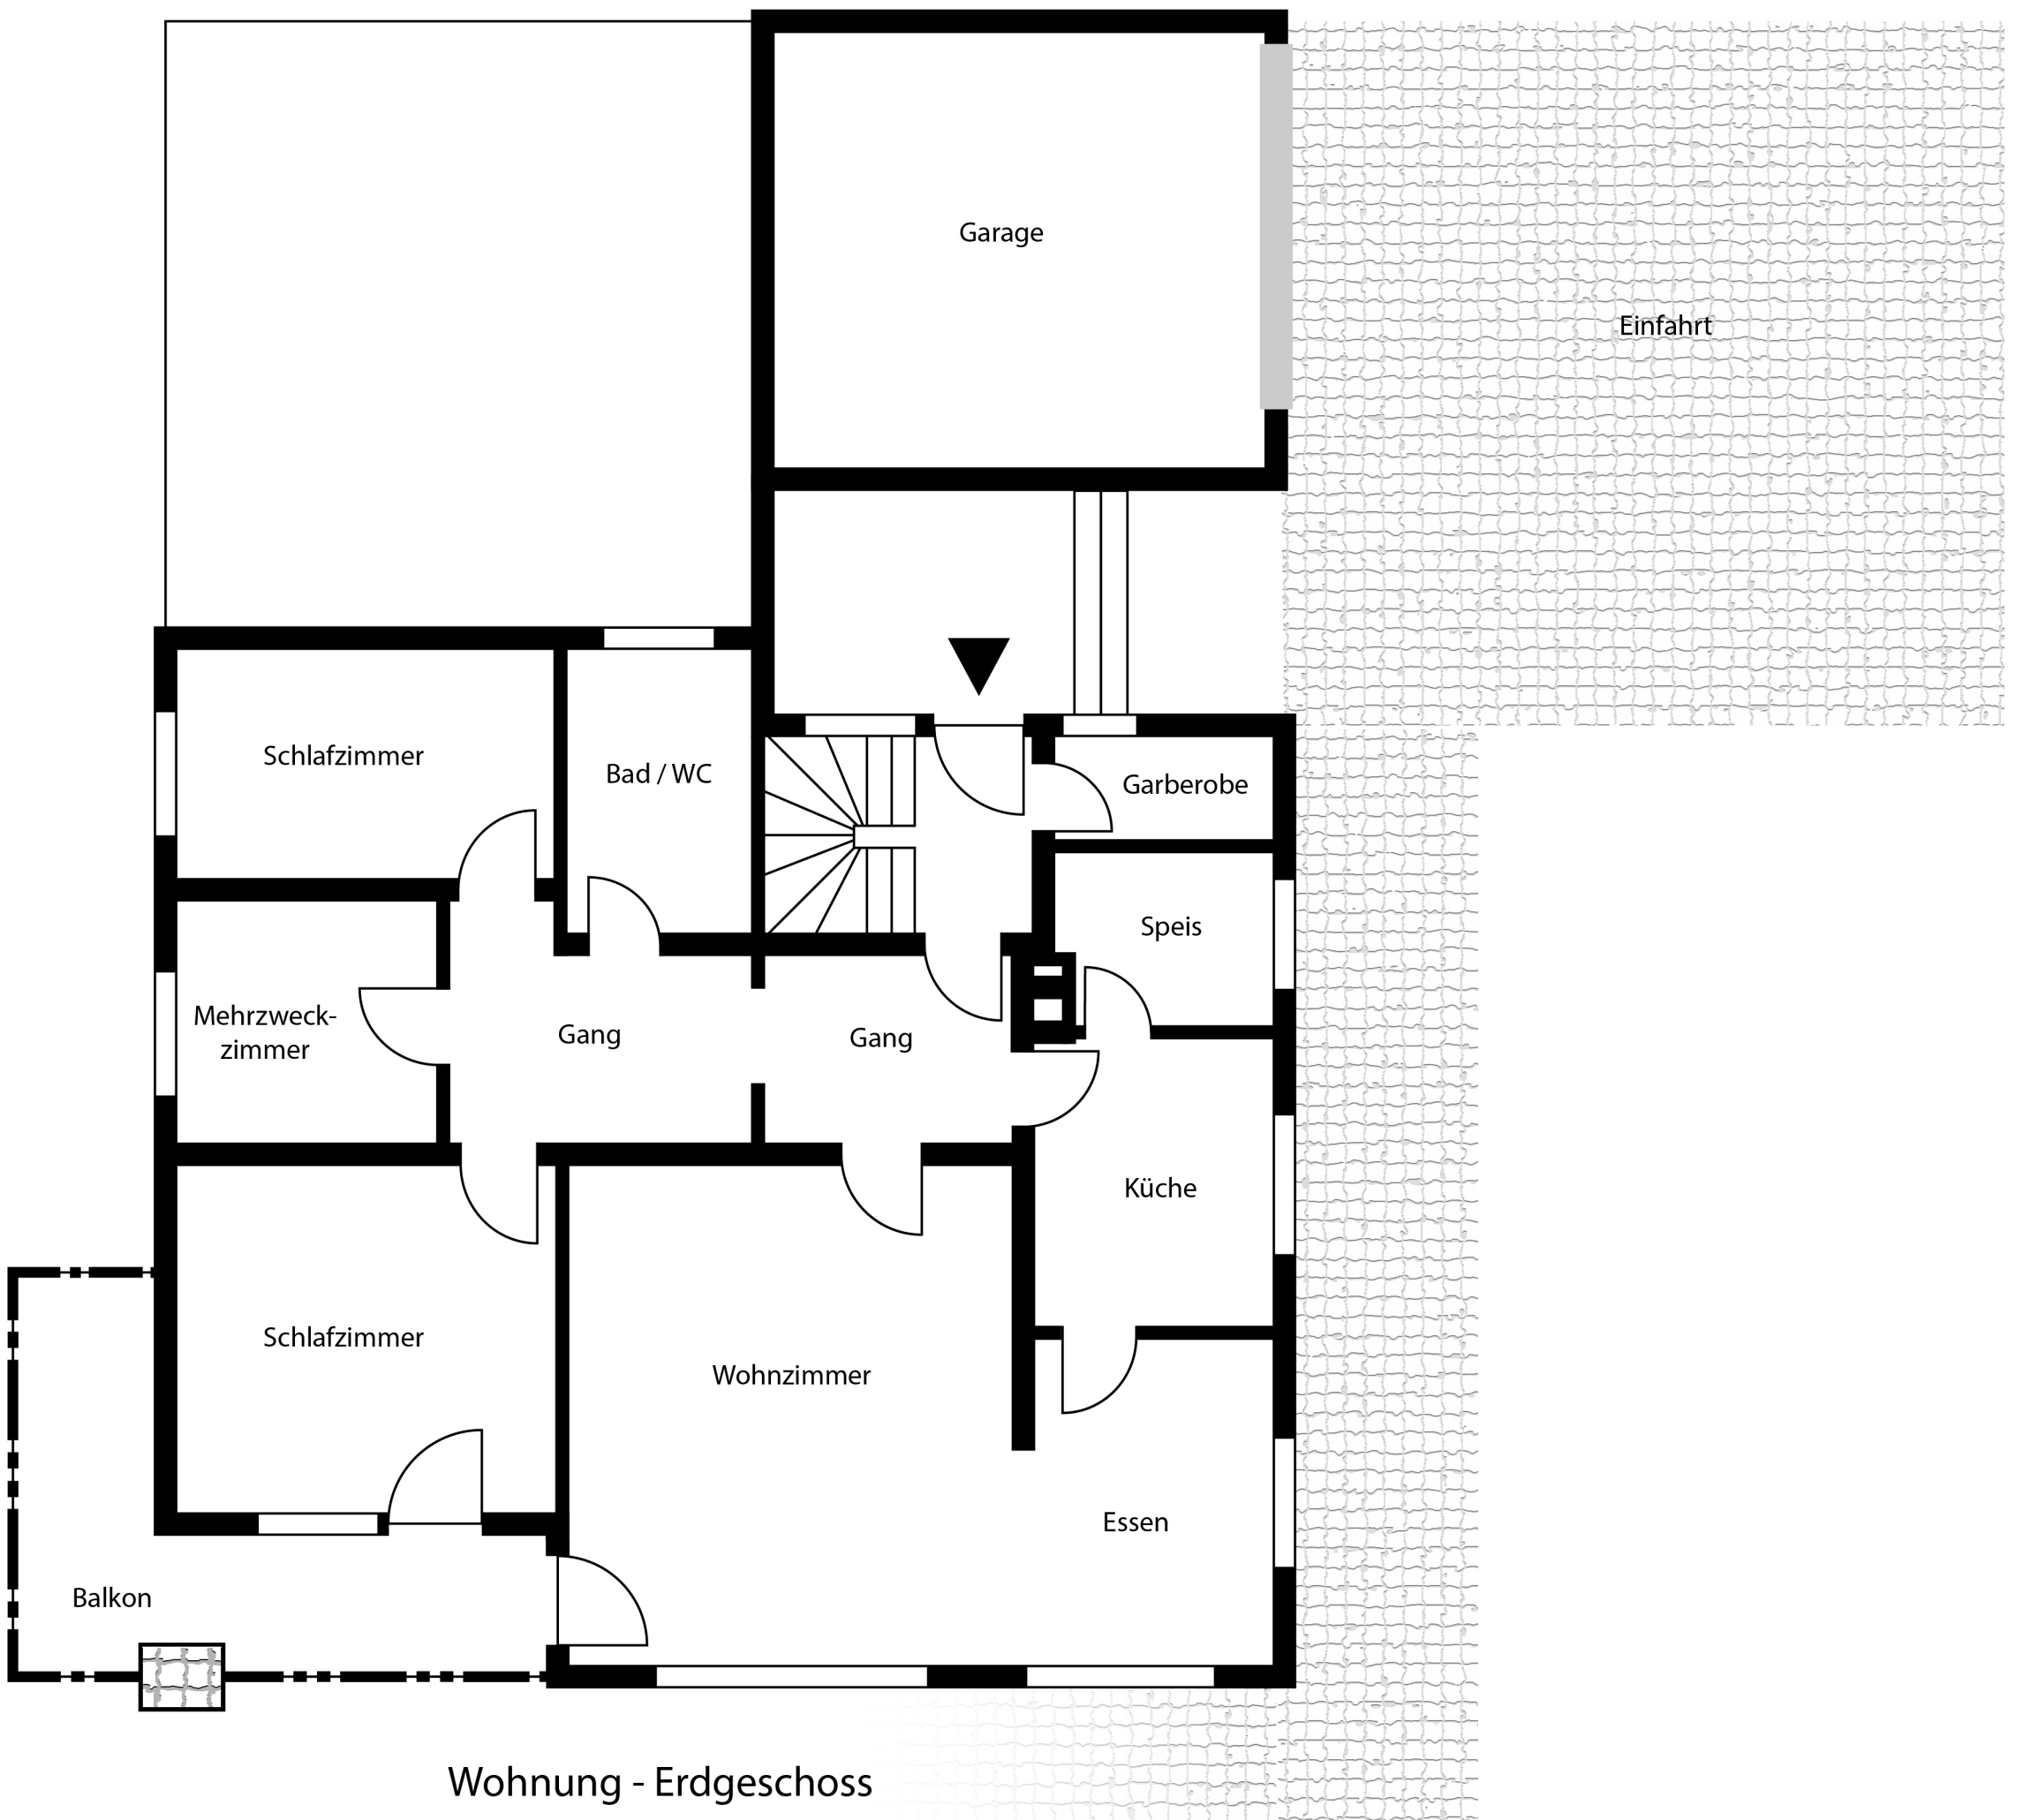 Garage
Einfahrt
Schlafzimmer
Bad / WC
Garberobe
Speis
Mehrzweck-
zimmer
Gang
Gang
Küche
Schlafzimmer
Wohnzimmer
Essen
Balkon
Wohnung - Erdgeschoss